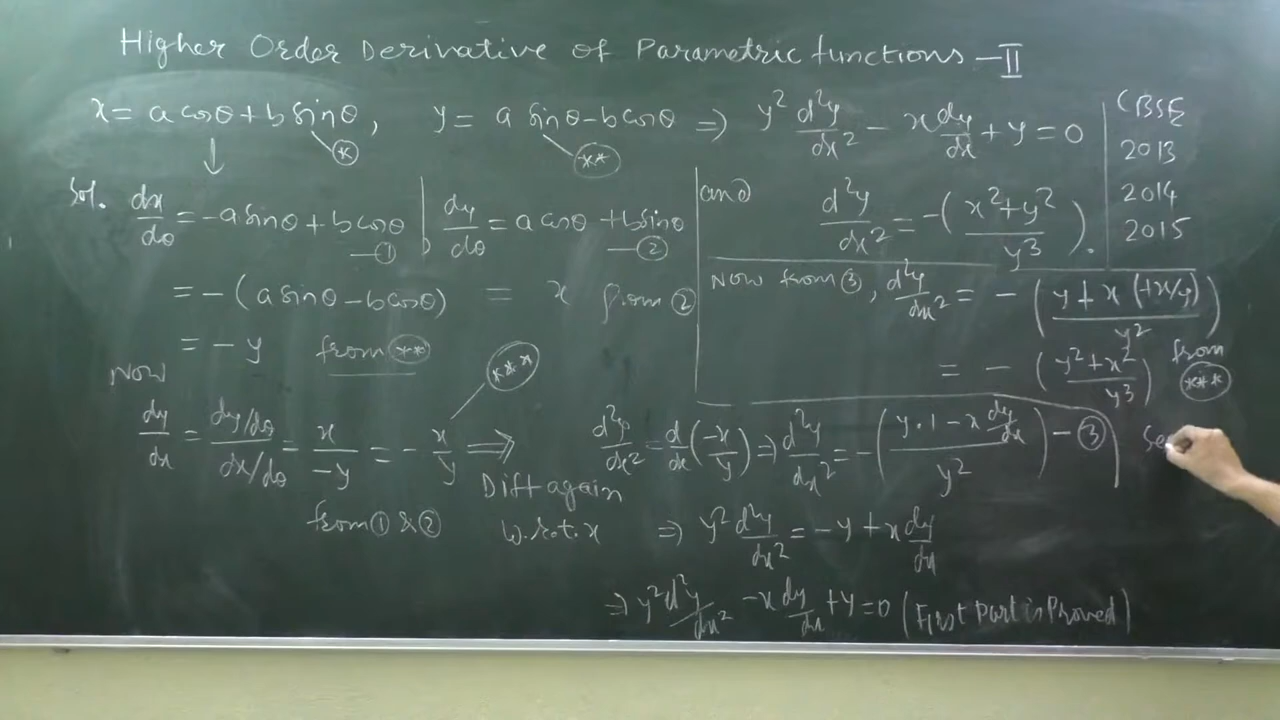 Higher Order Derivative of Parametric functions - II
x = a cosθ + b sinθ, y = a sinθ - b cosθ ⇒ y² d²y/dx² - x dy/dx + y = 0
(*) (**)
CBSE
2013
2014
2015
and d²y/dx² = -((x² + y²)/y³).
Sol. dx/dθ = -a sinθ + b cosθ —①
dy/dθ = a cosθ + b sinθ —②
= -(a sinθ - b cosθ) = x from ②
= -y from (**)
Now from ③, d²y/dx² = -((y + x(+x/y))/y²)
= -((y² + x²)/y³) from (***)
Now
dy/dx = (dy/dθ)/(dx/dθ) = x/-y = -x/y ⇒ (***)
from ① & ②
Diff again
w.r.t. x
d²y/dx² = d/dx(-x/y) ⇒ d²y/dx² = -((y·1 - x dy/dx)/y²) —③
Se
⇒ y² d²y/dx² = -y + x dy/dx
⇒ y² d²y/dx² - x dy/dx + y = 0 (First Part is Proved)